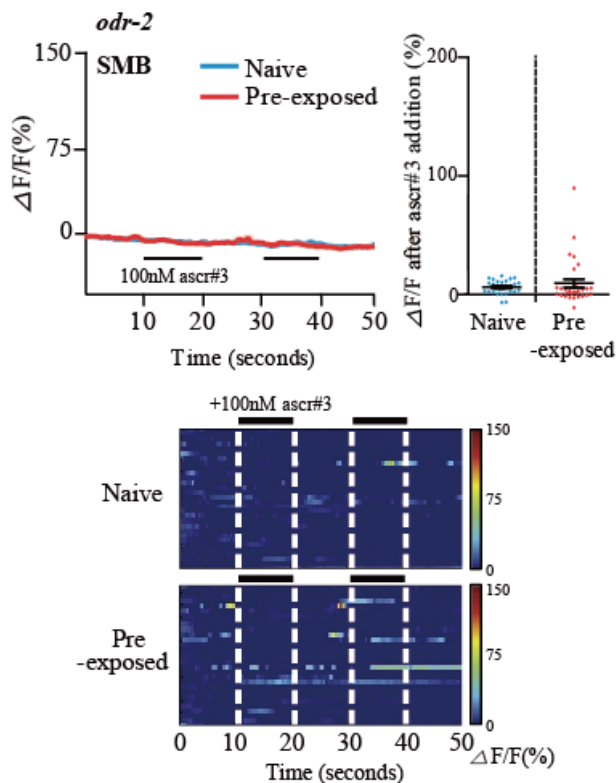 odr-2
SMB
Naive
Pre-exposed
150
75
0
ΔF/F(%)
100nM ascr#3
10
20
30
40
50
Time (seconds)
200
100
0
ΔF/F after ascr#3 addition (%)
Naive
Pre
-exposed
+100nM ascr#3
Naive
150
75
0
Pre
-exposed
150
75
0
0
10
20
30
40
50
ΔF/F(%)
Time (seconds)